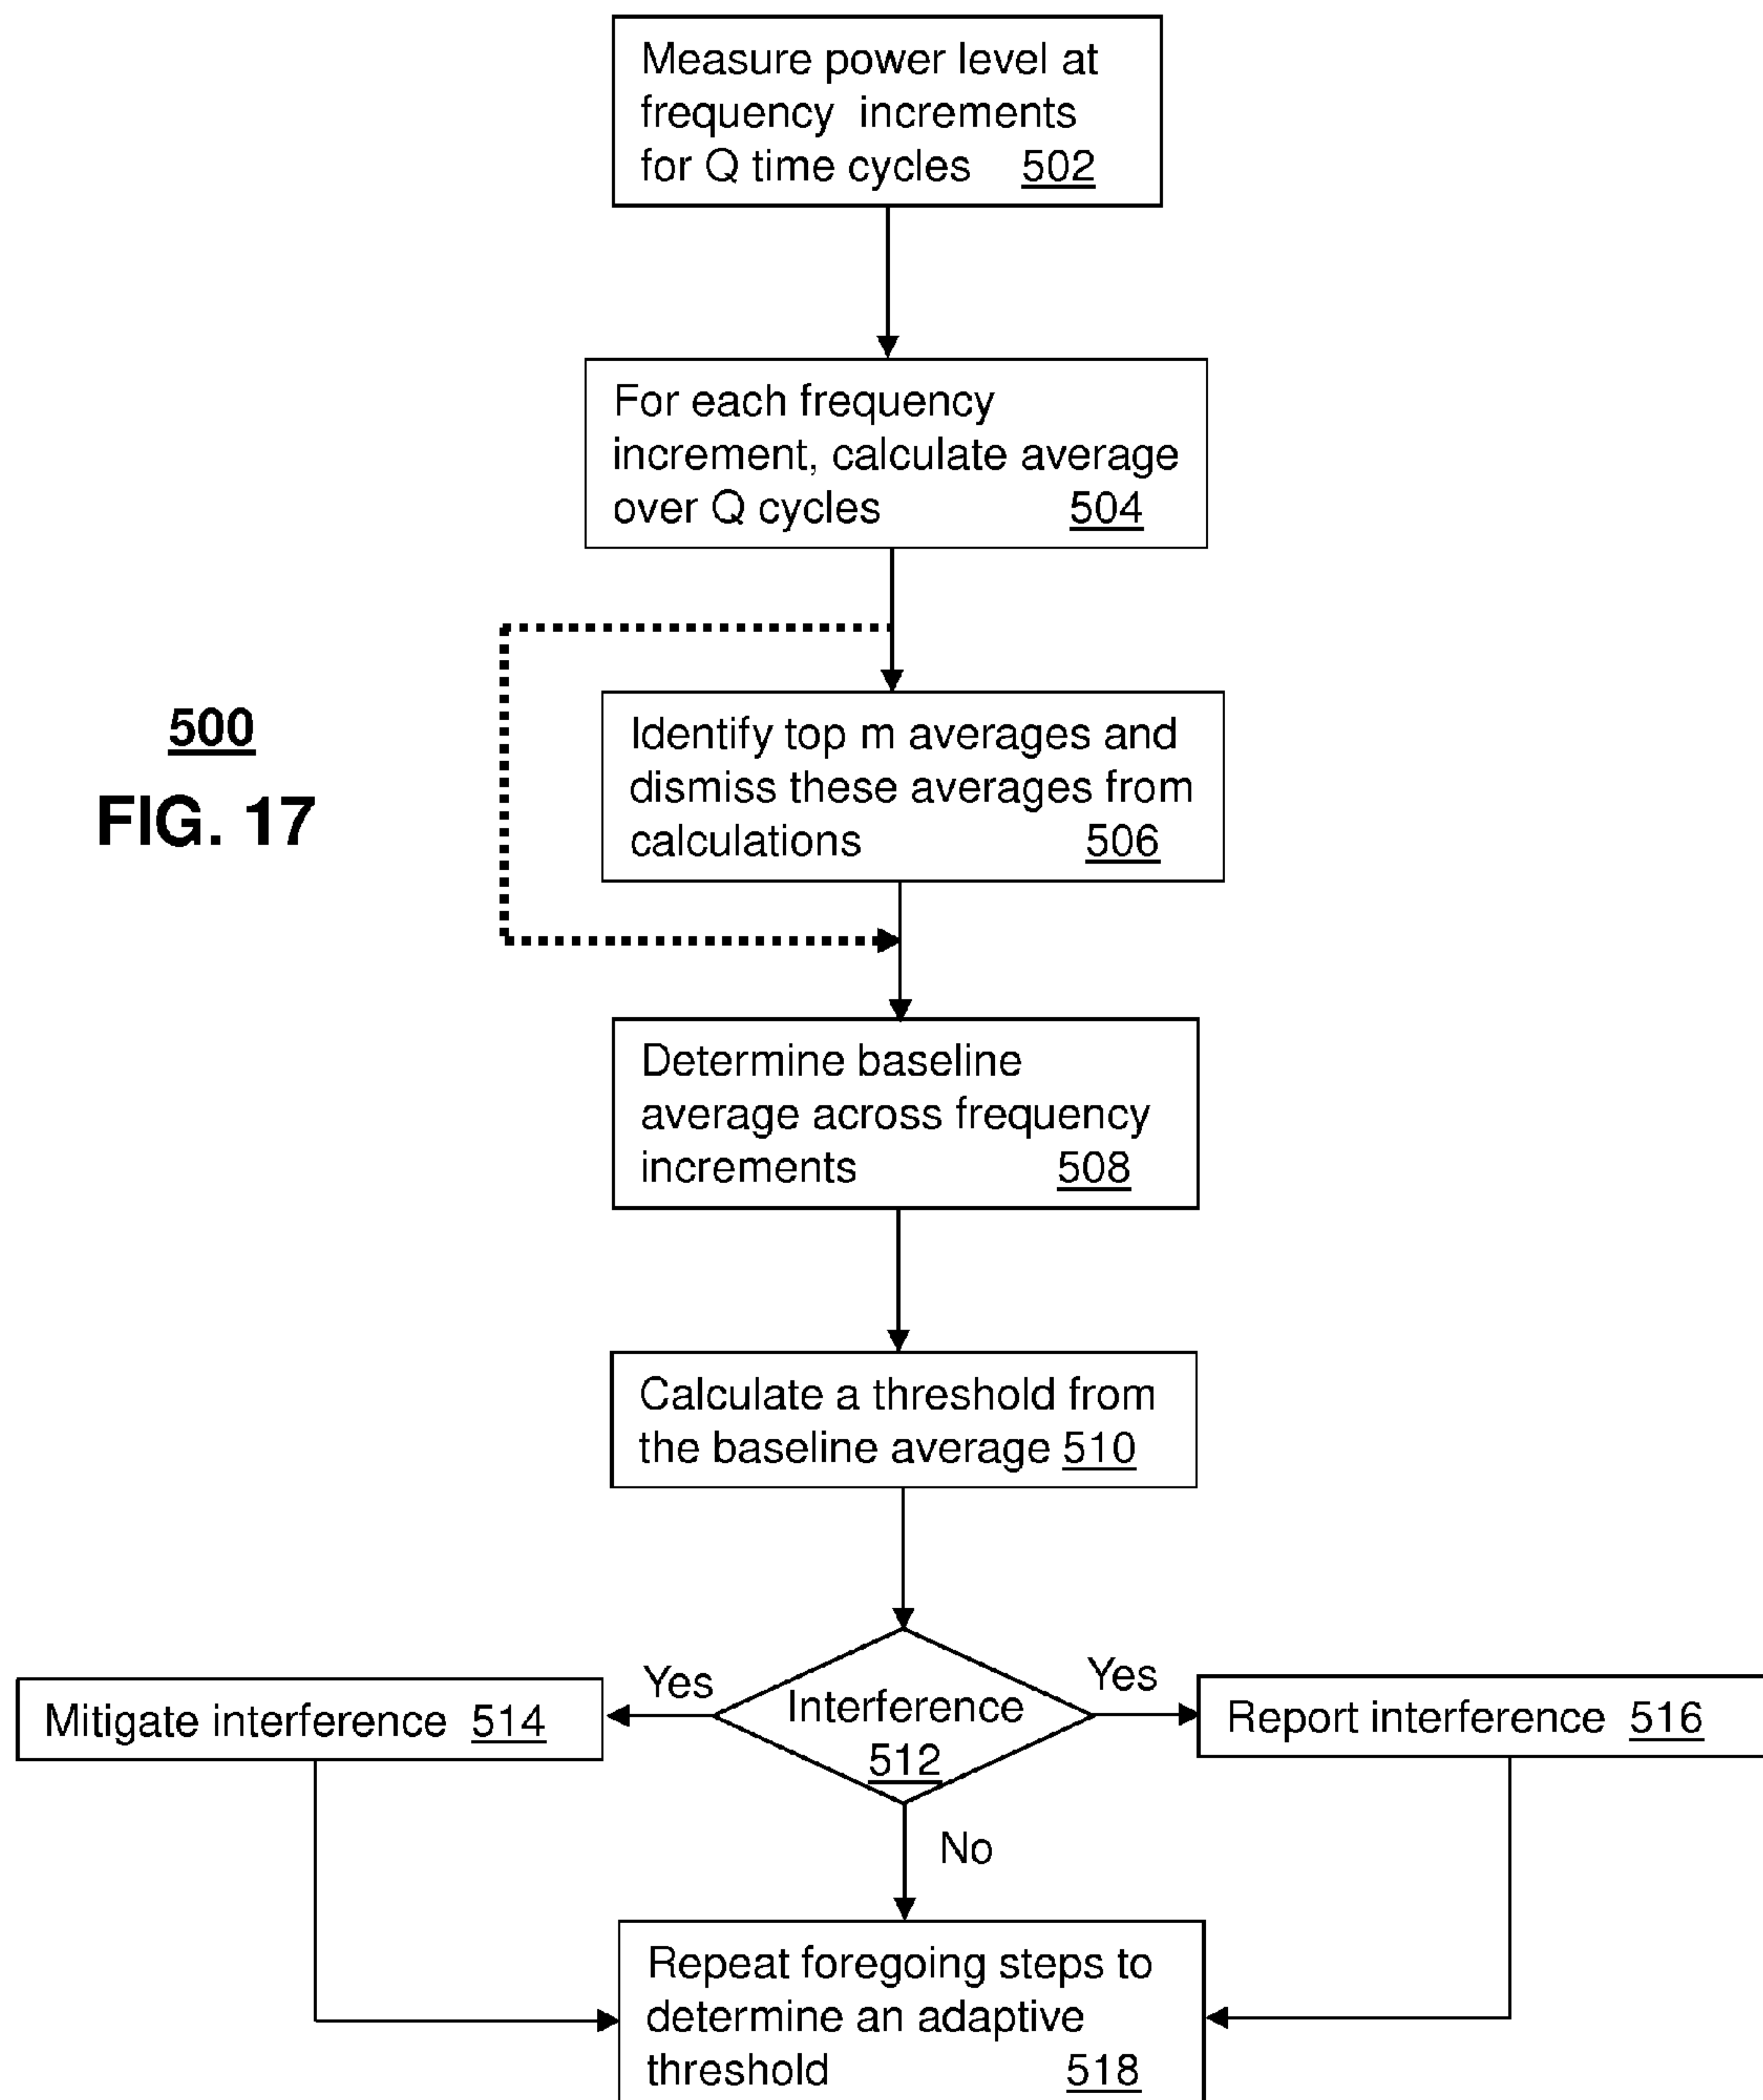 Measure power level at
frequency increments
for Q time cycles 502
For each frequency
increment, calculate average
over Q cycles 504
500
FIG. 17
Identify top m averages and
dismiss these averages from
calculations 506
Determine baseline
average across frequency
increments 508
Calculate a threshold from
the baseline average 510
Yes
Yes
Mitigate interference 514
Interference
512
Report interference 516
No
Repeat foregoing steps to
determine an adaptive
threshold 518